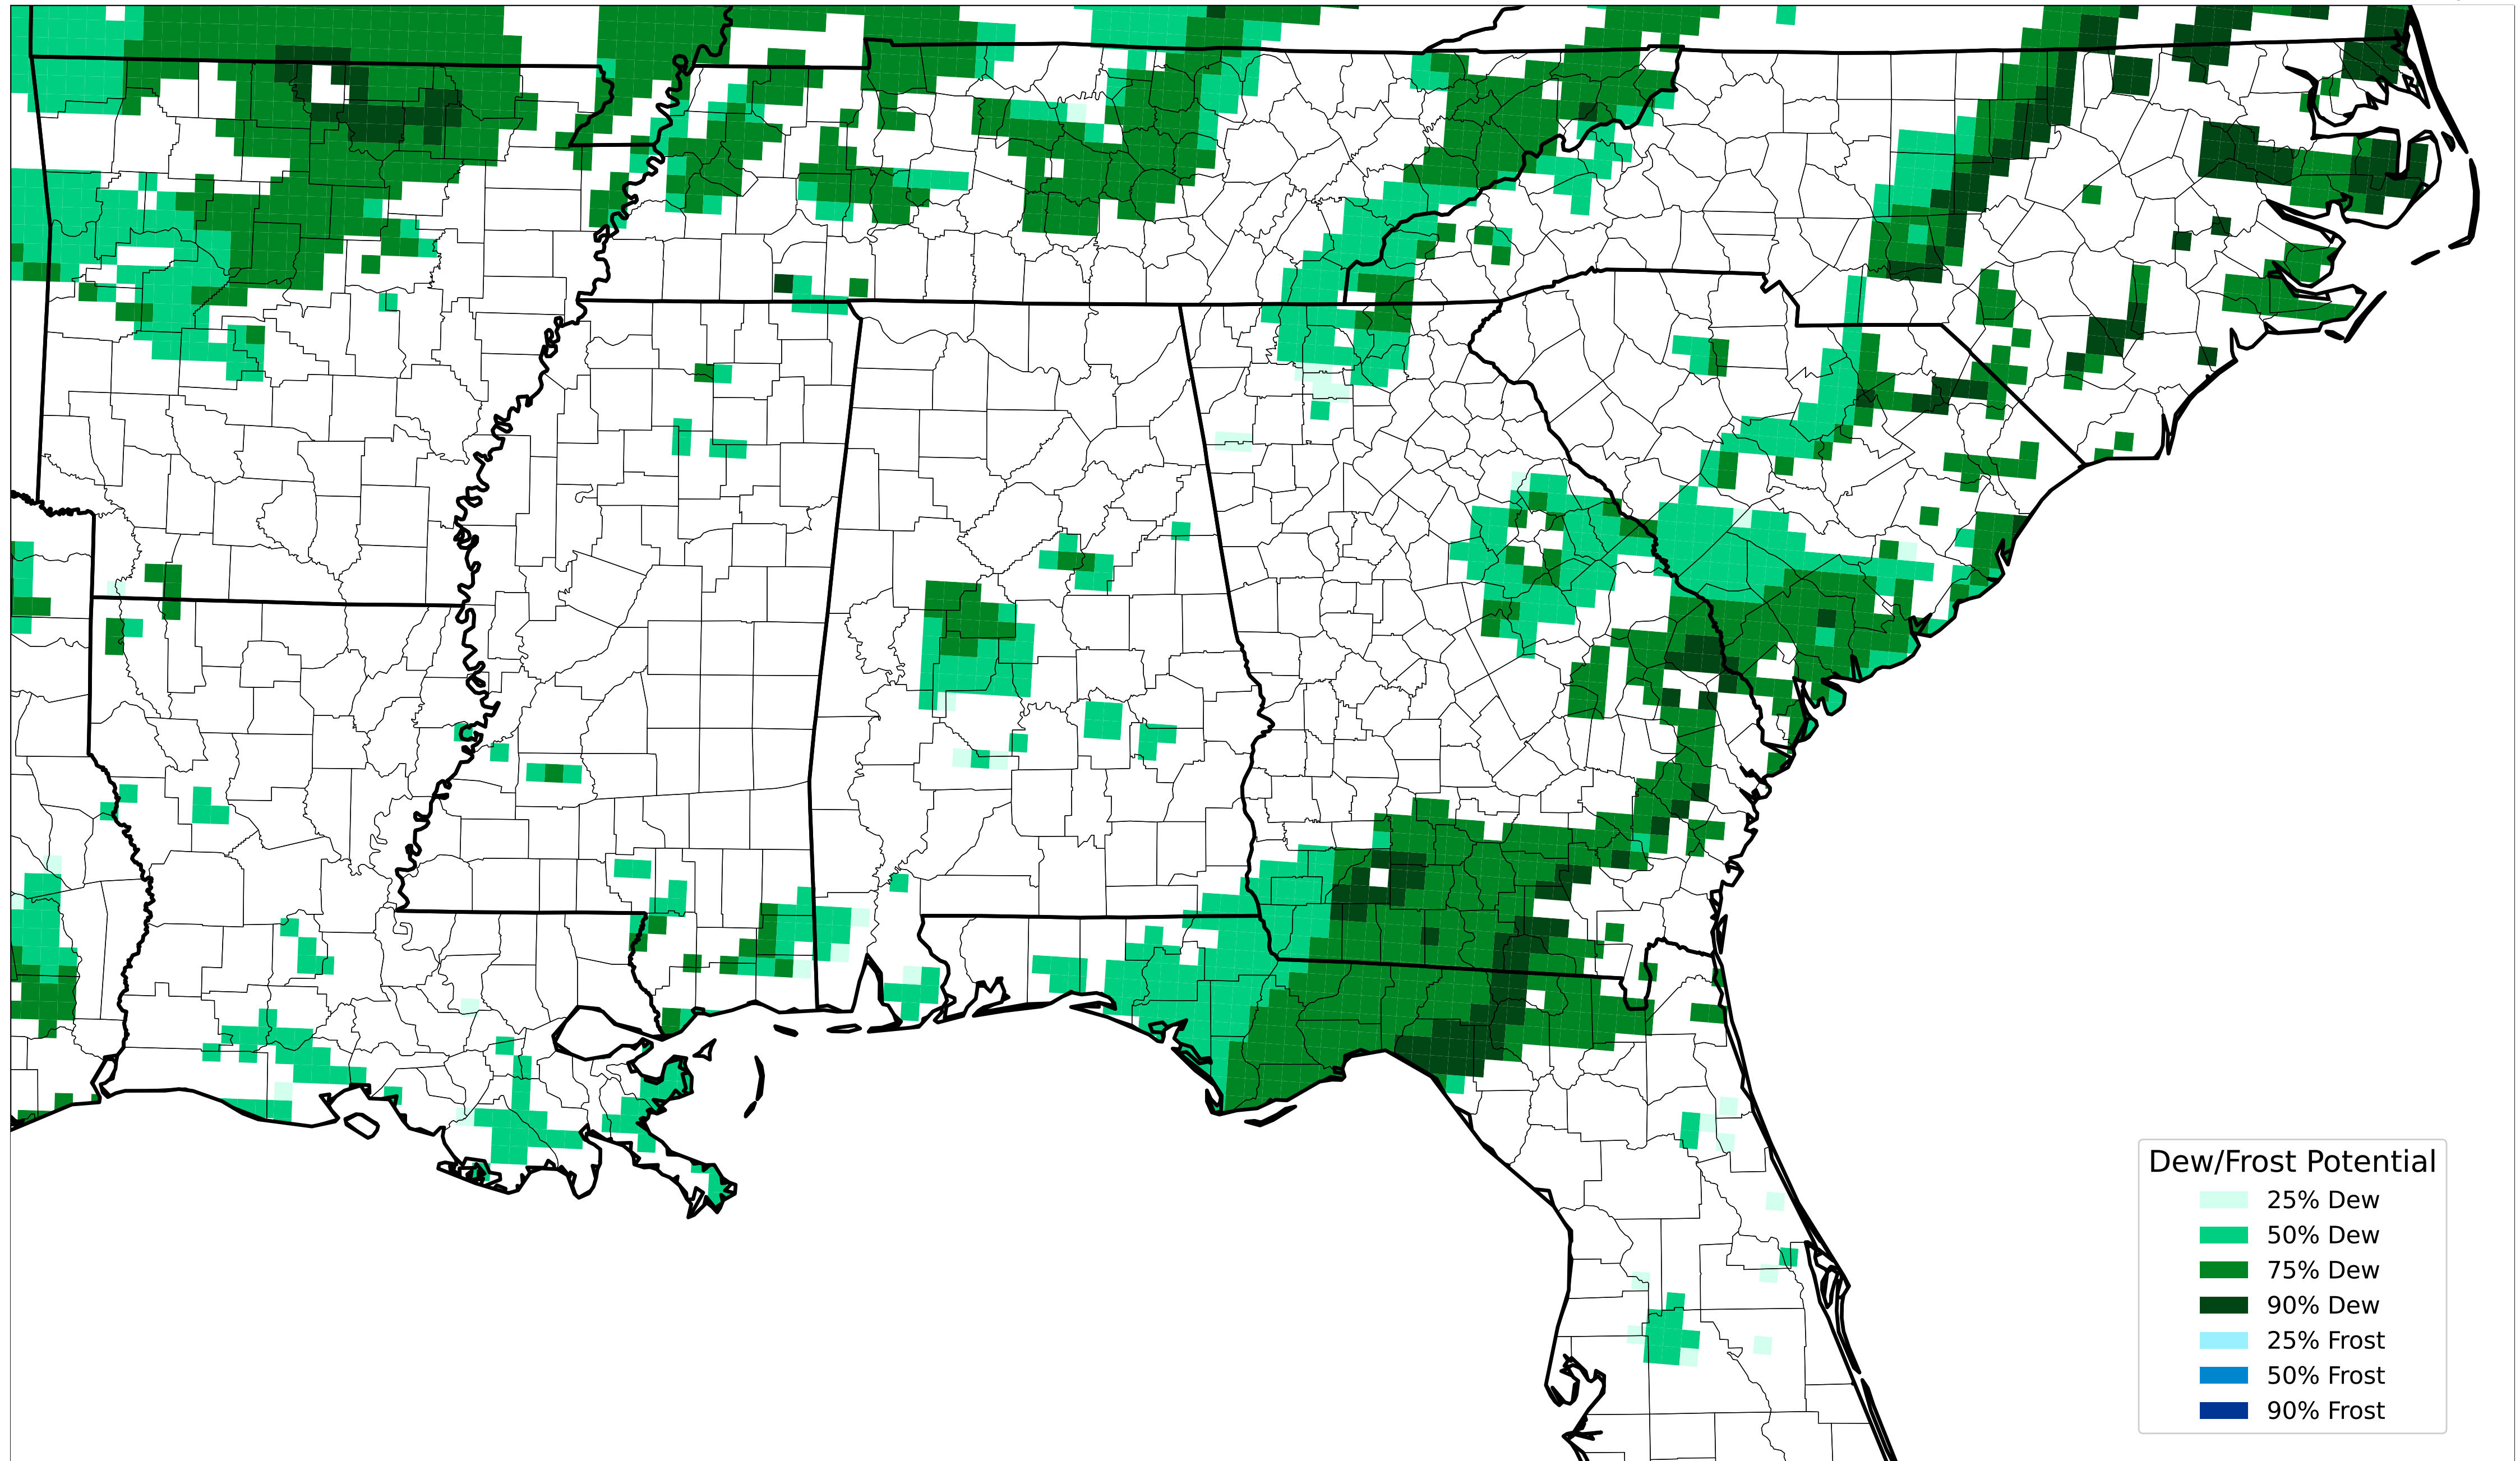 Dew/Frost Potential
25% Dew
50% Dew
75% Dew
90% Dew
25% Frost
50% Frost
90% Frost